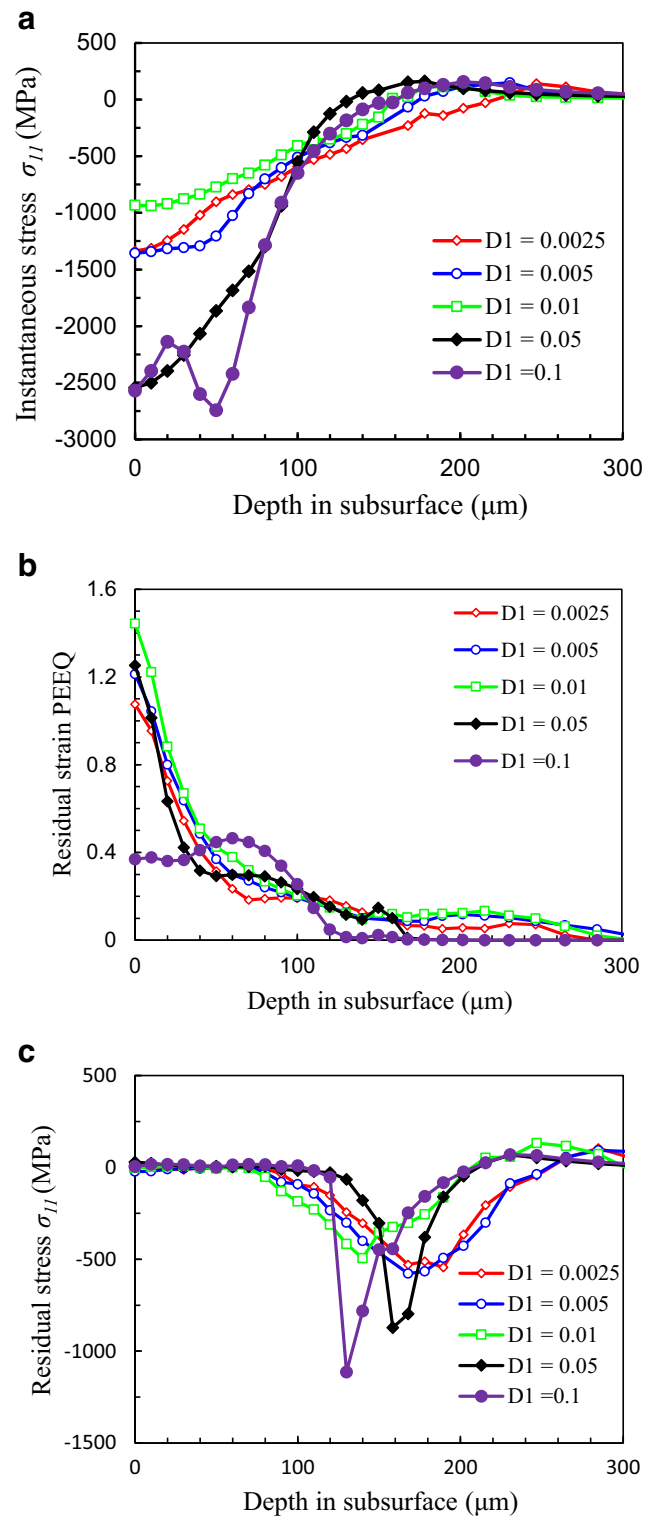 a
500
0
-500
-1000
-1500
-2000
-2500
-3000
Instantaneous stress σ11 (MPa)
D1 = 0.0025
D1 = 0.005
D1 = 0.01
D1 = 0.05
D1 =0.1
0 100 200 300
Depth in subsurface (μm)
b
1.6
1.2
0.8
0.4
0
Residual strain PEEQ
D1 = 0.0025
D1 = 0.005
D1 = 0.01
D1 = 0.05
D1 =0.1
0 100 200 300
Depth in subsurface (μm)
c
500
0
-500
-1000
-1500
Residual stress σ11 (MPa)
D1 = 0.0025
D1 = 0.005
D1 = 0.01
D1 = 0.05
D1 =0.1
0 100 200 300
Depth in subsurface (μm)